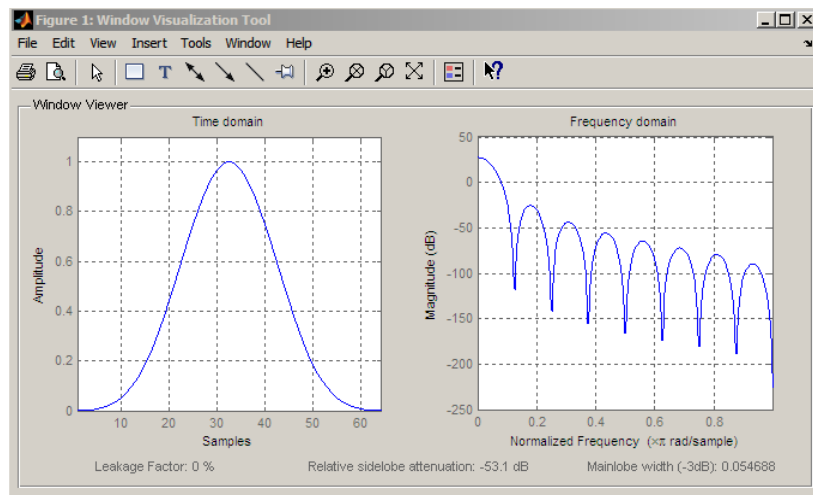 Figure 1: Window Visualization Tool
File Edit View Insert Tools Window Help
Window Viewer
Time domain
Frequency domain
1
0.8
0.6
0.4
0.2
0
Amplitude
10 20 30 40 50 60
Samples
50
0
-50
-100
-150
-200
-250
Magnitude (dB)
0 0.2 0.4 0.6 0.8
Normalized Frequency (×π rad/sample)
Leakage Factor: 0 % Relative sidelobe attenuation: -53.1 dB Mainlobe width (-3dB): 0.054688